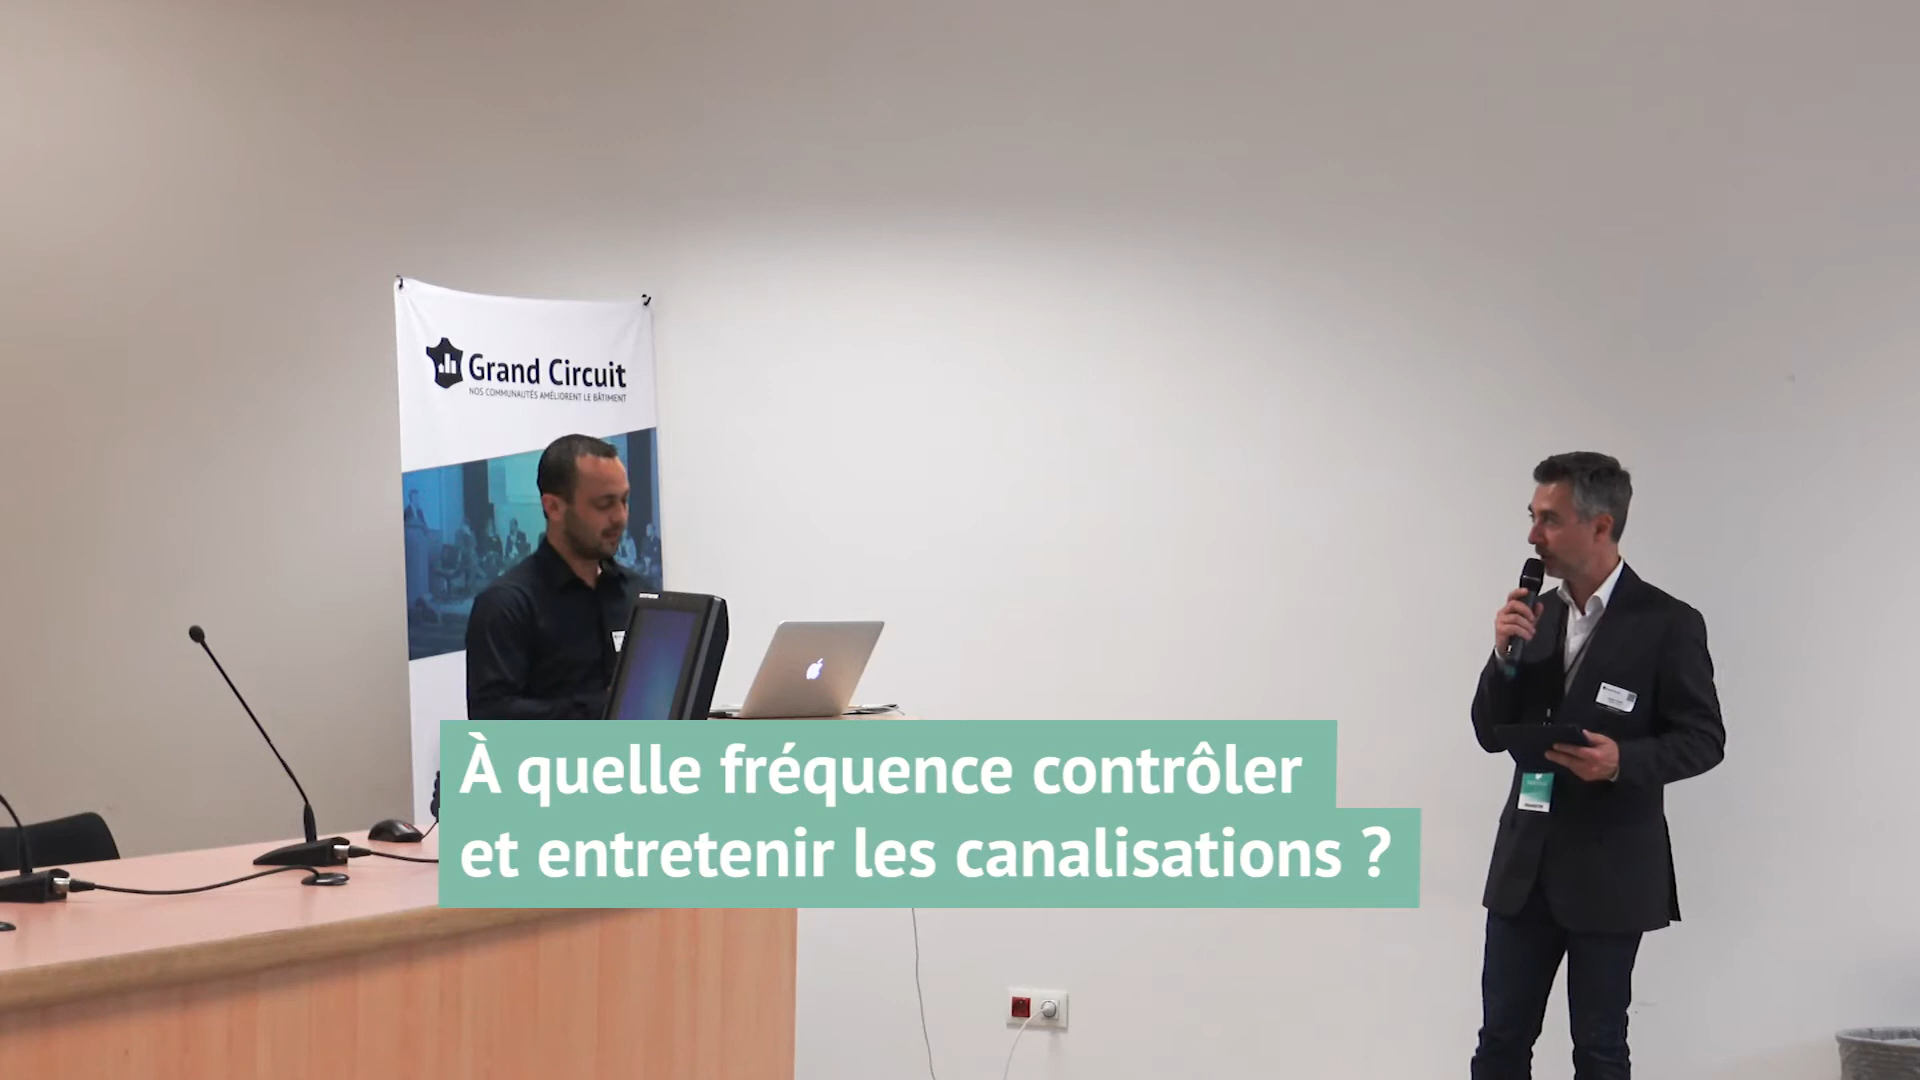 Grand Circuit
NOS COMMUNAUTÉS AMÉLIORENT LE BÂTIMENT
À quelle fréquence contrôler
et entretenir les canalisations ?